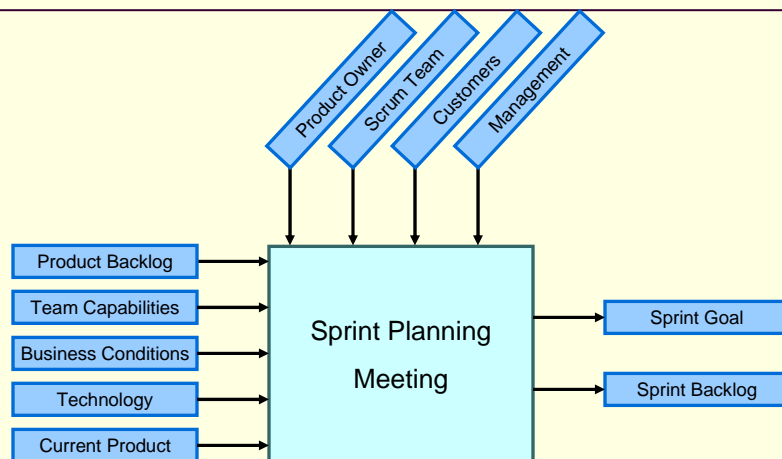 Product Owner
Scrum Team
Customers
Management
Product Backlog
Team Capabilities
Business Conditions
Technology
Current Product
Sprint Planning
Meeting
Sprint Goal
Sprint Backlog